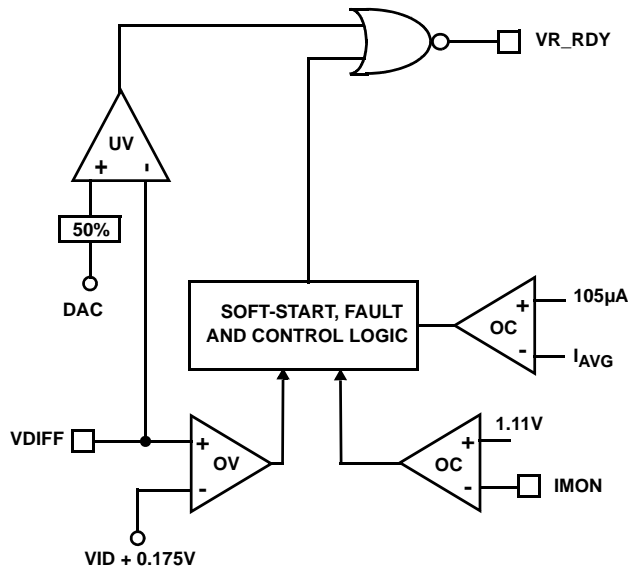 VR_RDY
UV
+ -
50%
DAC
SOFT-START, FAULT
AND CONTROL LOGIC
+ 105µA
OC
- IAVG
VDIFF
+
OV
-
VID + 0.175V
1.11V
+
OC
- IMON